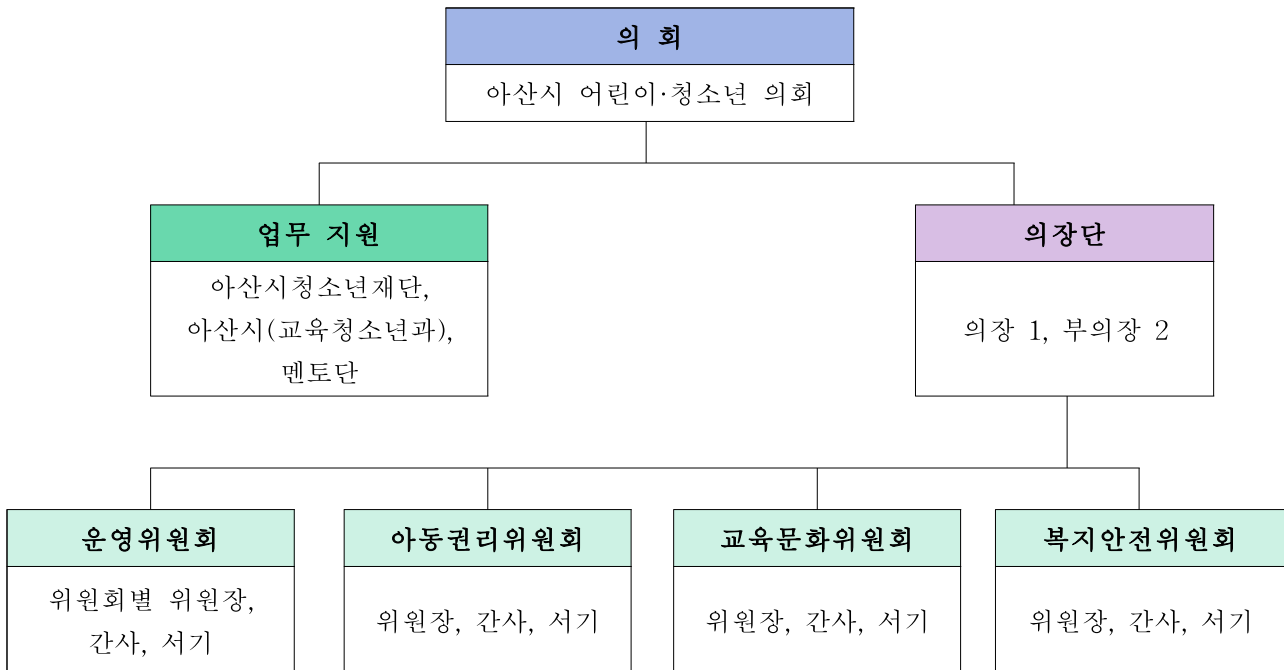 의 회
아산시 어린이·청소년 의회
업무 지원
아산시청소년재단,
아산시(교육청소년과),
멘토단
의장단
의장 1, 부의장 2
운영위원회
위원회별 위원장,
간사, 서기
아동권리위원회
위원장, 간사, 서기
교육문화위원회
위원장, 간사, 서기
복지안전위원회
위원장, 간사, 서기